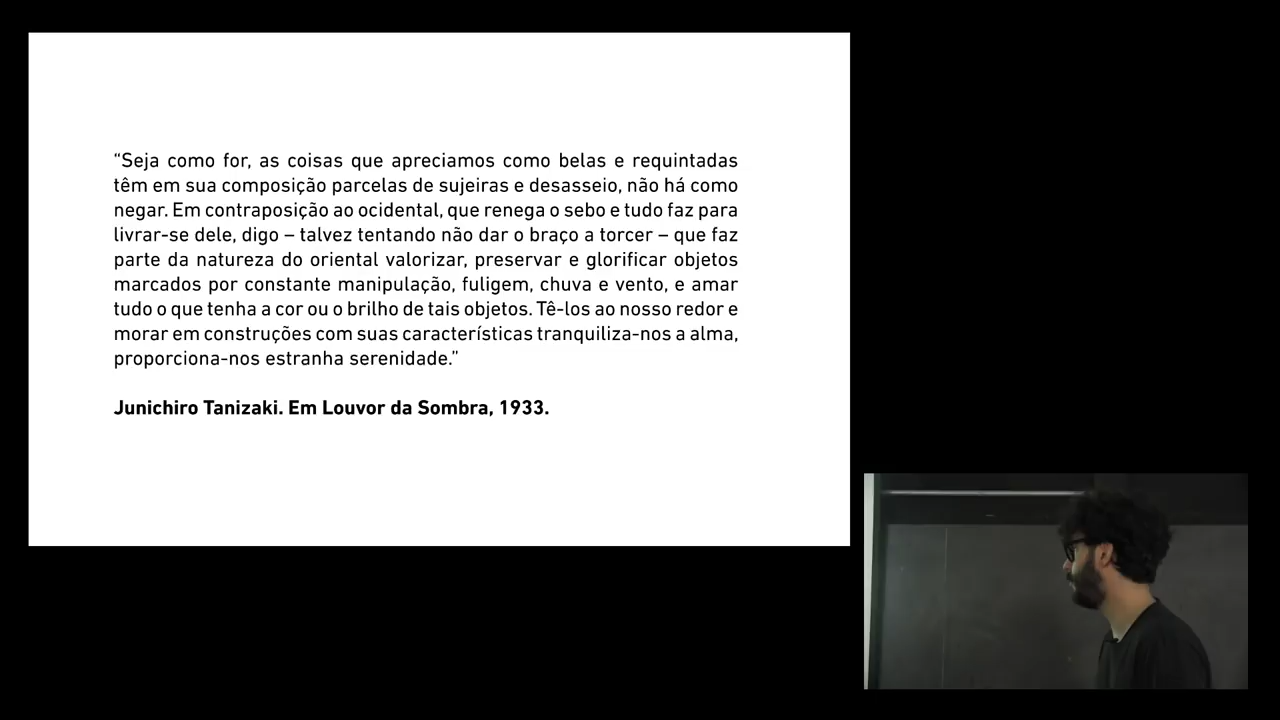 “Seja como for, as coisas que apreciamos como belas e requintadas
têm em sua composição parcelas de sujeiras e desasseio, não há como
negar. Em contraposição ao ocidental, que renega o sebo e tudo faz para
livrar-se dele, digo – talvez tentando não dar o braço a torcer – que faz
parte da natureza do oriental valorizar, preservar e glorificar objetos
marcados por constante manipulação, fuligem, chuva e vento, e amar
tudo o que tenha a cor ou o brilho de tais objetos. Tê-los ao nosso redor e
morar em construções com suas características tranquiliza-nos a alma,
proporciona-nos estranha serenidade.”
Junichiro Tanizaki. Em Louvor da Sombra, 1933.